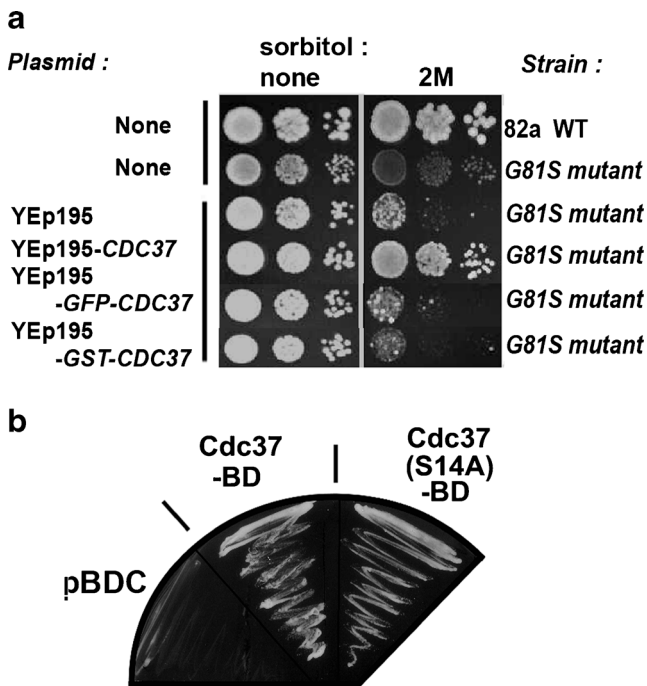 a
Plasmid :
sorbitol :
none
2M
Strain :
None
82a WT
None
G81S mutant
YEp195
G81S mutant
YEp195-CDC37
G81S mutant
YEp195
-GFP-CDC37
G81S mutant
YEp195
-GST-CDC37
G81S mutant
b
Cdc37
-BD
Cdc37
(S14A)
-BD
pBDC